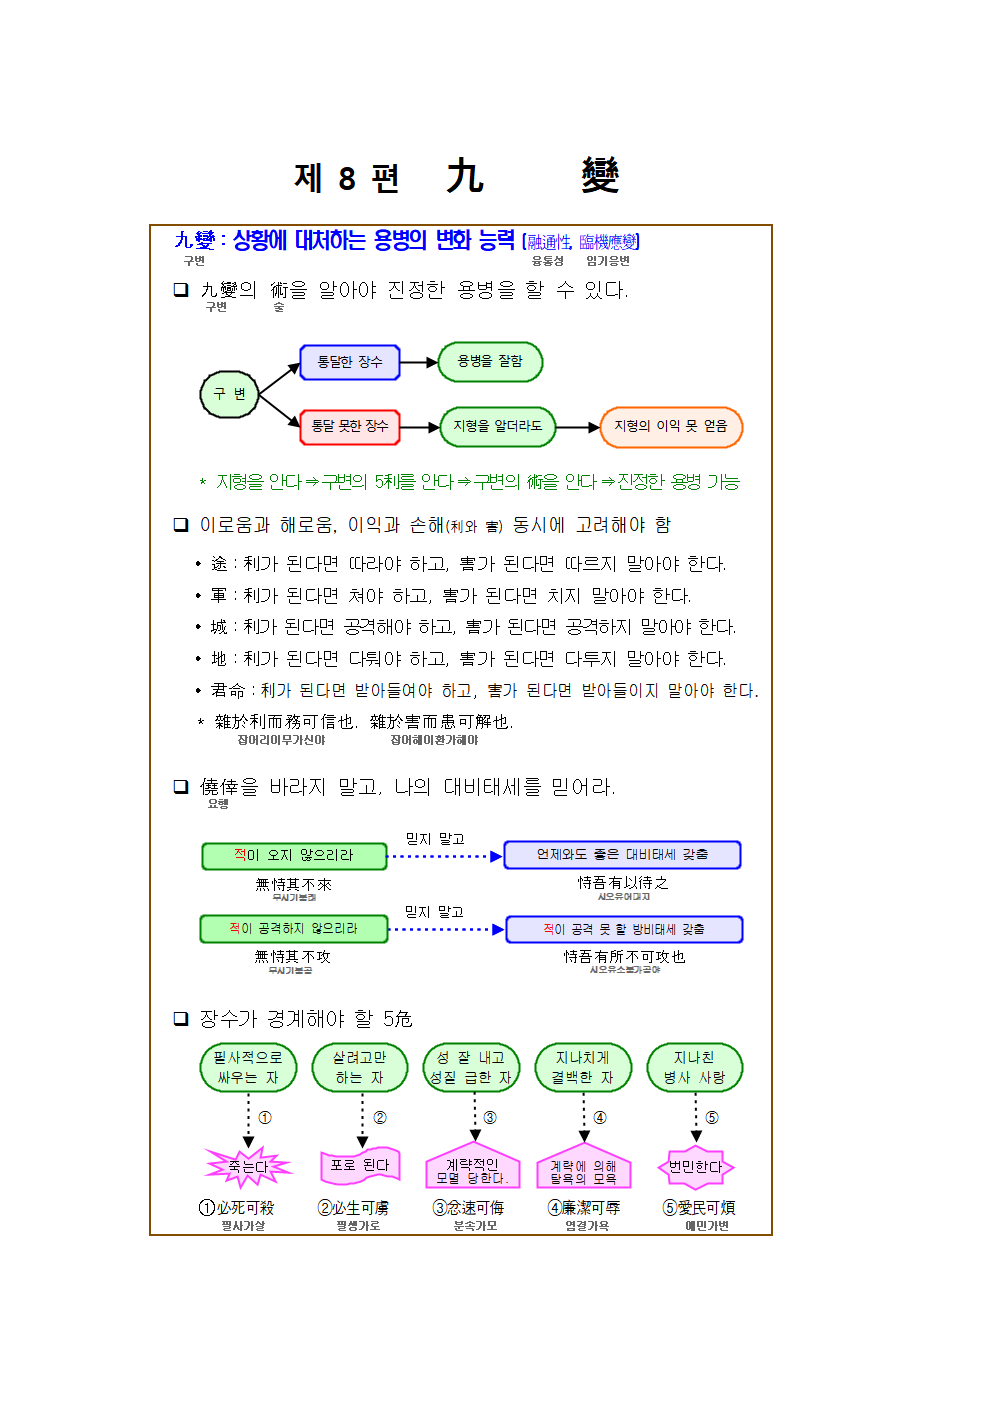 제 8 편 九 變
九變 : 상황에 대처하는 용병의 변화 능력 (融通性, 臨機應變)
구변 융통성 임기응변
❑ 九變의 術을 알아야 진정한 용병을 할 수 있다.
구변 술
통달한 장수 용병을 잘함
구 변
통달 못한 장수 지형을 알더라도 지형의 이익 못 얻음
* 지형을 안다⇒구변의 5利를 안다⇒구변의 術을 안다⇒진정한 용병 가능
❑ 이로움과 해로움, 이익과 손해(利와 害) 동시에 고려해야 함
• 途 : 利가 된다면 따라야 하고, 害가 된다면 따르지 말아야 한다.
• 軍 : 利가 된다면 쳐야 하고, 害가 된다면 치지 말아야 한다.
• 城 : 利가 된다면 공격해야 하고, 害가 된다면 공격하지 말아야 한다.
• 地 : 利가 된다면 다퉈야 하고, 害가 된다면 다투지 말아야 한다.
• 君命 : 利가 된다면 받아들여야 하고, 害가 된다면 받아들이지 말아야 한다.
* 雜於利而務可信也. 雜於害而患可解也.
잡어리이무가신야 잡어해이환가해야
❑ 僥倖을 바라지 말고, 나의 대비태세를 믿어라.
요행
믿지 말고
적이 오지 않으리라 언제와도 좋은 대비태세 갖춤
無恃其不來 恃吾有以待之
무시기불래 시오유이대지
믿지 말고
적이 공격하지 않으리라 적이 공격 못 할 방비태세 갖춤
無恃其不攻 恃吾有所不可攻也
무시기불공 시오유소불가공야
❑ 장수가 경계해야 할 5危
필사적으로 살려고만 성 잘 내고 지나치게 지나친
싸우는 자 하는 자 성질 급한 자 결백한 자 병사 사랑
① ② ③ ④ ⑤
죽는다 포로 된다 계략적인 계략에 의해 번민한다
모멸 당한다. 탐욕의 모욕
①必死可殺 ②必生可虜 ③忿速可侮 ④廉潔可辱 ⑤愛民可煩
필사가살 필생가로 분속가모 염결가욕 애민가번